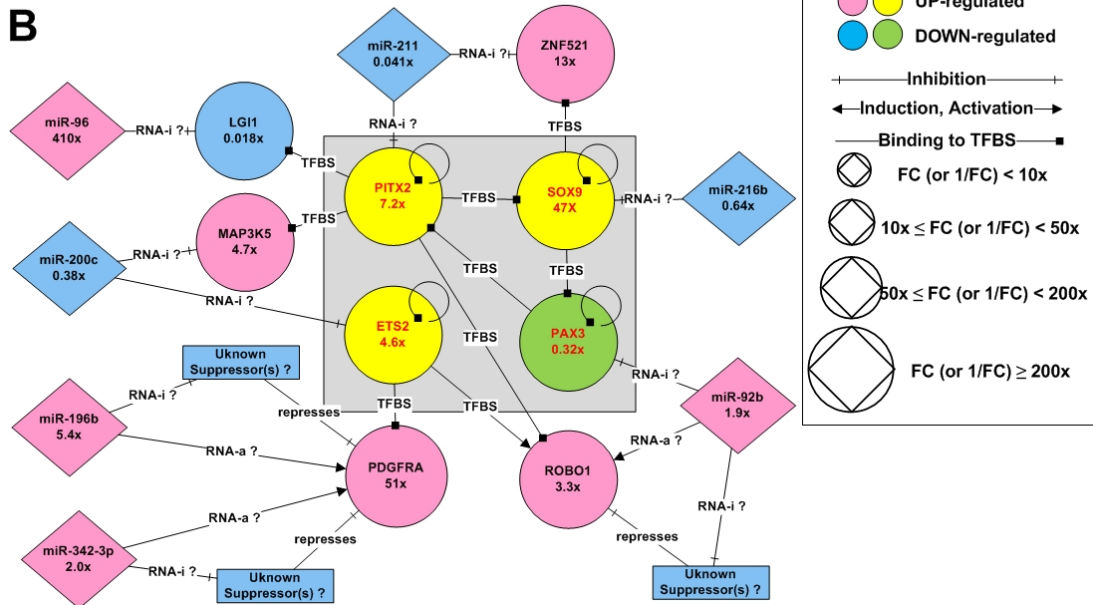 B
miR-211
0.041x
RNA-i ?
ZNF521
13x
miR-96
410x
RNA-i ?
LGI1
0.018x
RNA-i ?
TFBS
TFBS
PITX2
7.2x
TFBS
SOX9
47X
RNA-i ?
miR-216b
0.64x
TFBS
MAP3K5
4.7x
miR-200c
0.38x
RNA-i ?
RNA-i ?
TFBS
TFBS
ETS2
4.6x
TFBS
PAX3
0.32x
Uknown
Suppressor(s) ?
RNA-i ?
miR-92b
1.9x
miR-196b
5.4x
RNA-i ?
represses
TFBS
TFBS
RNA-a ?
RNA-a ?
PDGFRA
51x
ROBO1
3.3x
RNA-i ?
RNA-a ?
represses
represses
miR-342-3p
2.0x
RNA-i ?
Uknown
Suppressor(s) ?
Uknown
Suppressor(s) ?
UP-regulated
DOWN-regulated
Inhibition
Induction, Activation
Binding to TFBS
FC (or 1/FC) < 10x
10x ≤ FC (or 1/FC) < 50x
50x ≤ FC (or 1/FC) < 200x
FC (or 1/FC) ≥ 200x